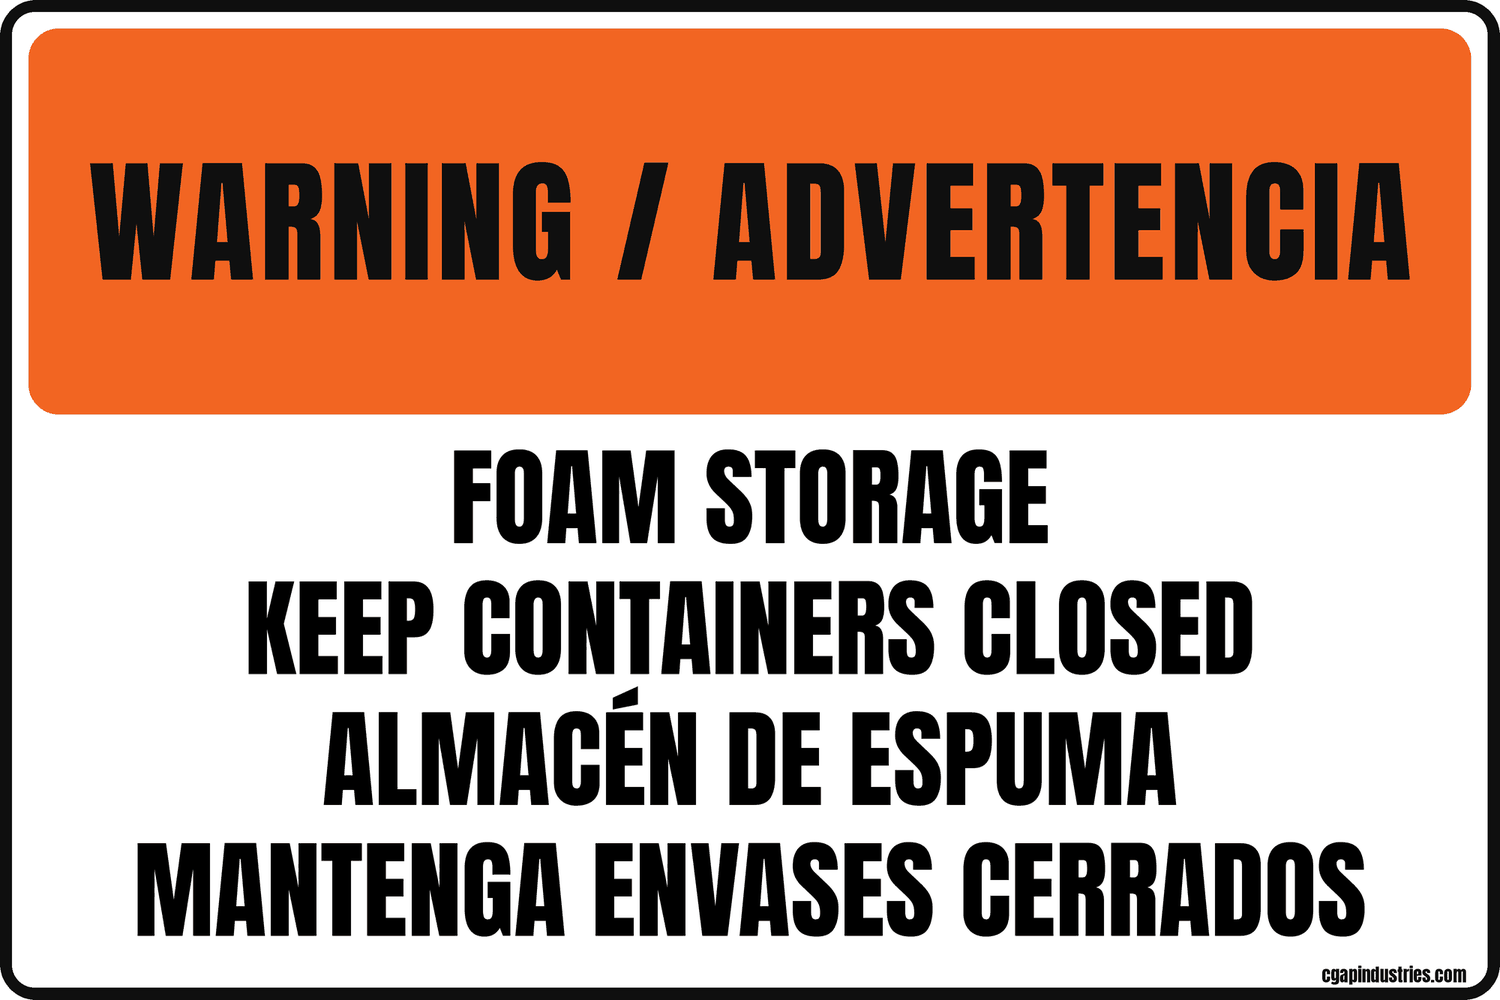 WARNING / ADVERTENCIA
FOAM STORAGE
KEEP CONTAINERS CLOSED
ALMACÉN DE ESPUMA
MANTENGA ENVASES CERRADOS
cgapindustries.com